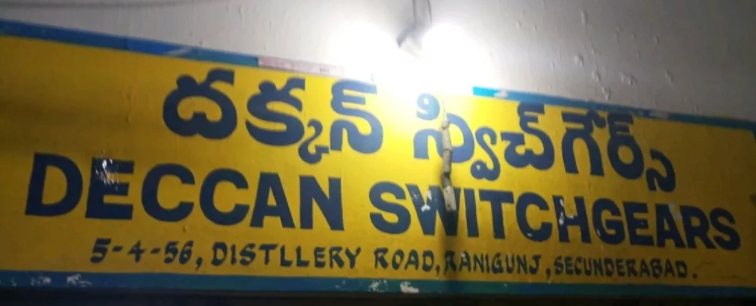 దక్కన్ స్విచ్‌గేర్స్
DECCAN SWITCHGEARS
5-4-56, DISTLLERY ROAD, RANIGUNJ, SECUNDERABAD.